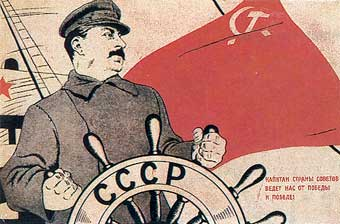 СССР
КАПИТАН СТРАНЫ СОВЕТОВ
ВЕДЕТ НАС ОТ ПОБЕДЫ
К ПОБЕДЕ!